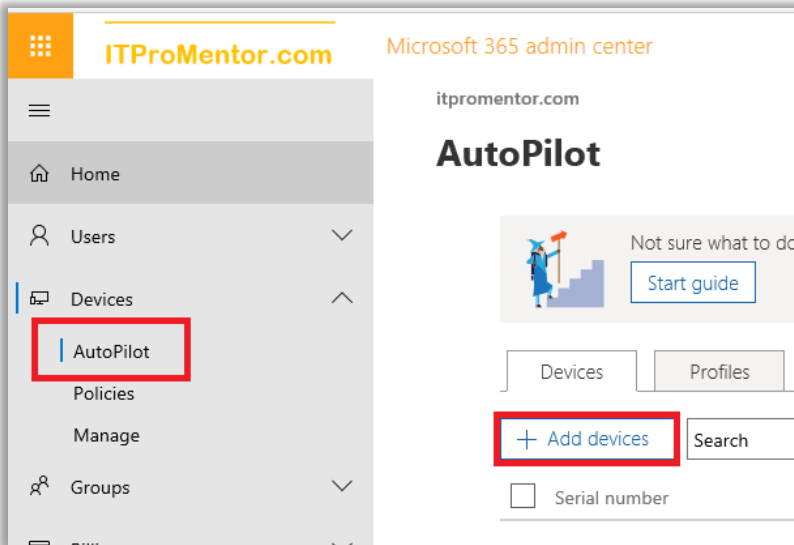 ITProMentor.com
Microsoft 365 admin center
itpromentor.com
AutoPilot
Home
Users
Devices
AutoPilot
Policies
Manage
Groups
Not sure what to do
Start guide
Devices
Profiles
+ Add devices
Search
Serial number